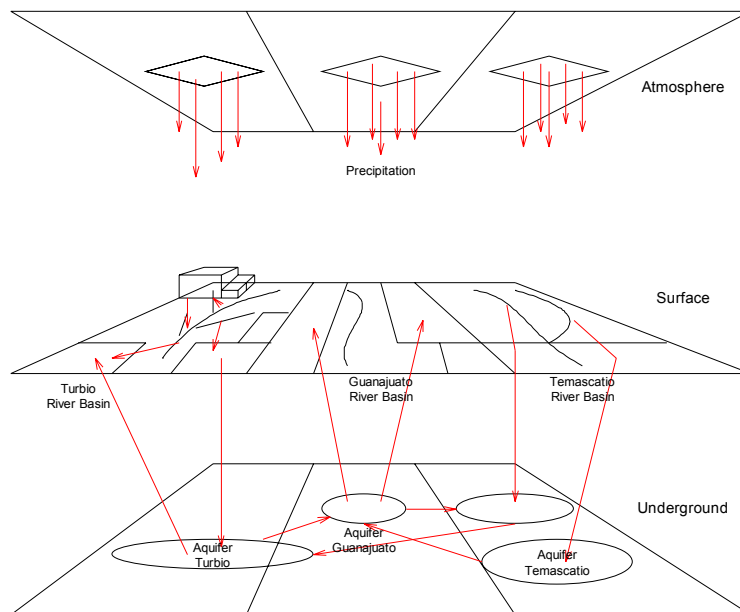 Atmosphere
Precipitation
Surface
Turbio
River Basin
Guanajuato
River Basin
Temascatio
River Basin
Underground
Aquifer
Guanajuato
Aquifer
Turbio
Aquifer
Temascatio